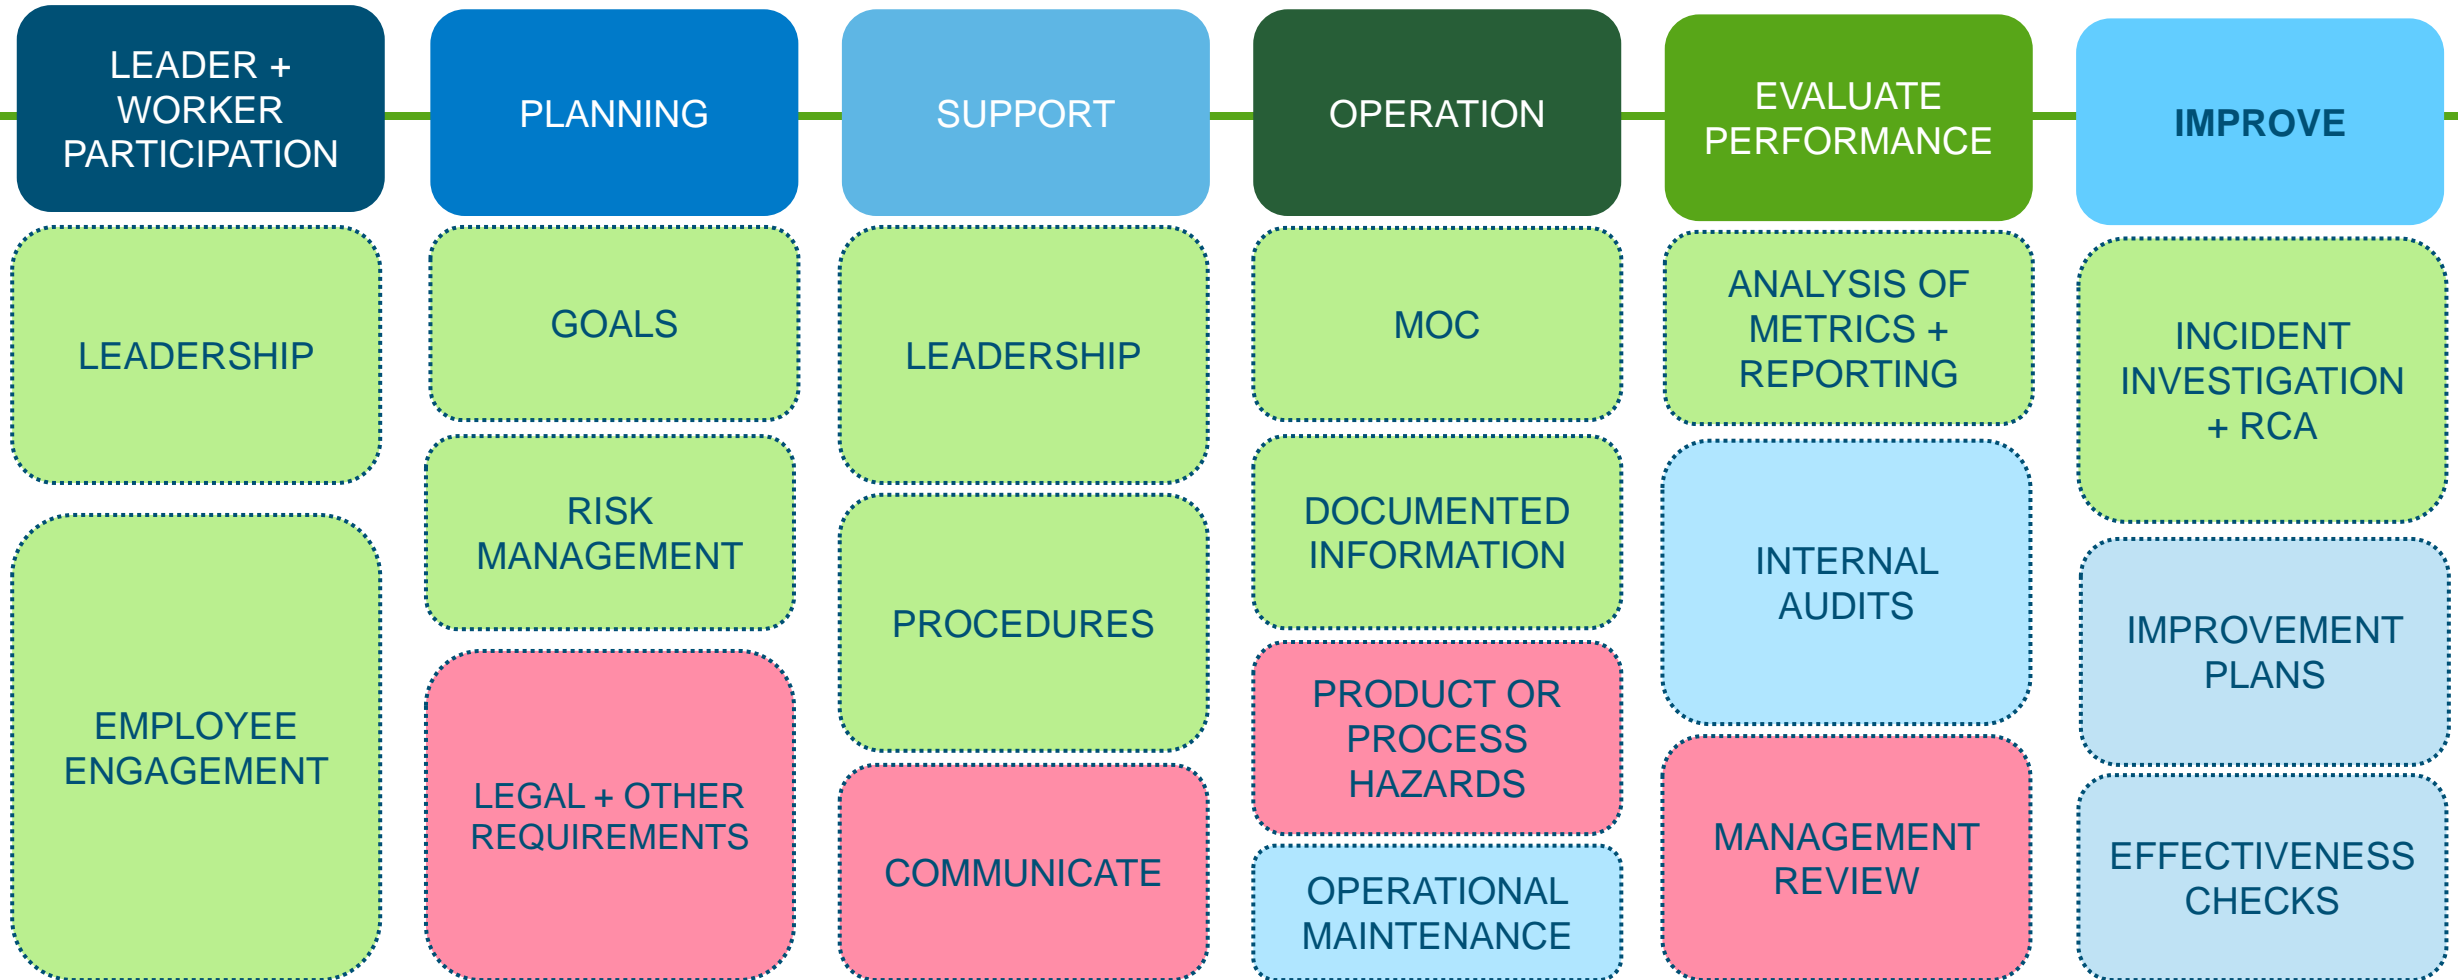 LEADER +
WORKER
PARTICIPATION
PLANNING
SUPPORT
OPERATION
EVALUATE
PERFORMANCE
IMPROVE
LEADERSHIP
EMPLOYEE
ENGAGEMENT
GOALS
RISK
MANAGEMENT
LEGAL + OTHER
REQUIREMENTS
LEADERSHIP
PROCEDURES
COMMUNICATE
MOC
DOCUMENTED
INFORMATION
PRODUCT OR
PROCESS
HAZARDS
OPERATIONAL
MAINTENANCE
ANALYSIS OF
METRICS +
REPORTING
INTERNAL
AUDITS
MANAGEMENT
REVIEW
INCIDENT
INVESTIGATION
+ RCA
IMPROVEMENT
PLANS
EFFECTIVENESS
CHECKS